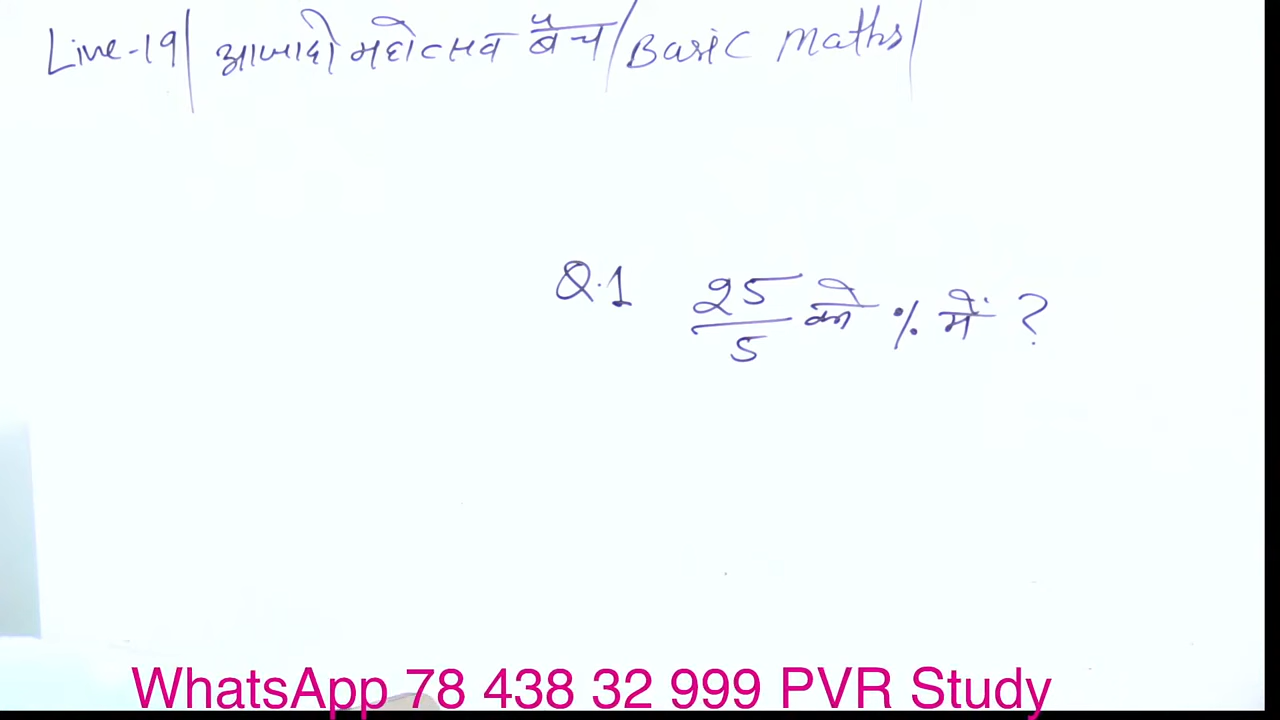 Live-19| आजादी महोत्सव बैच/Basic Maths|
Q.1 25/5 को % में ?
WhatsApp 78 438 32 999 PVR Study